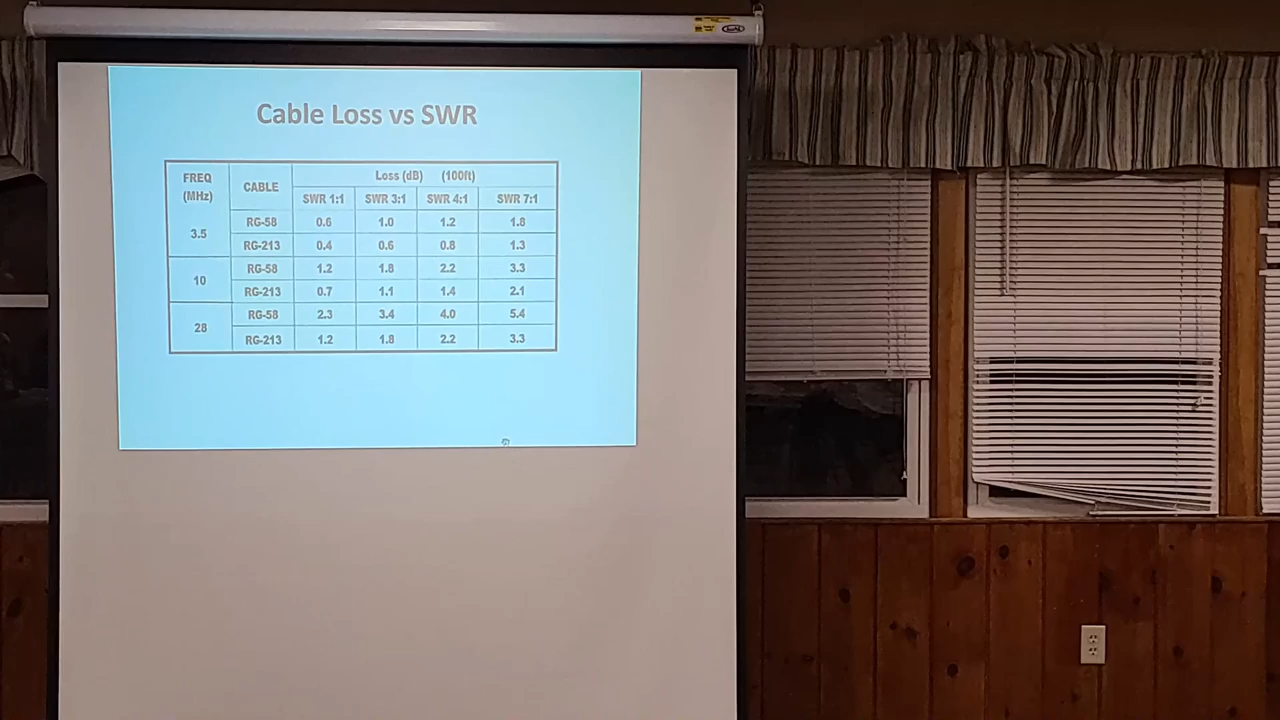 Cable Loss vs SWR
FREQ (MHz) CABLE Loss (dB) (100ft)
SWR 1:1 SWR 3:1 SWR 4:1 SWR 7:1
3.5 RG-58 0.6 1.0 1.2 1.8
RG-213 0.4 0.6 0.8 1.3
10 RG-58 1.2 1.8 2.2 3.3
RG-213 0.7 1.1 1.4 2.1
28 RG-58 2.3 3.4 4.0 5.4
RG-213 1.2 1.8 2.2 3.3